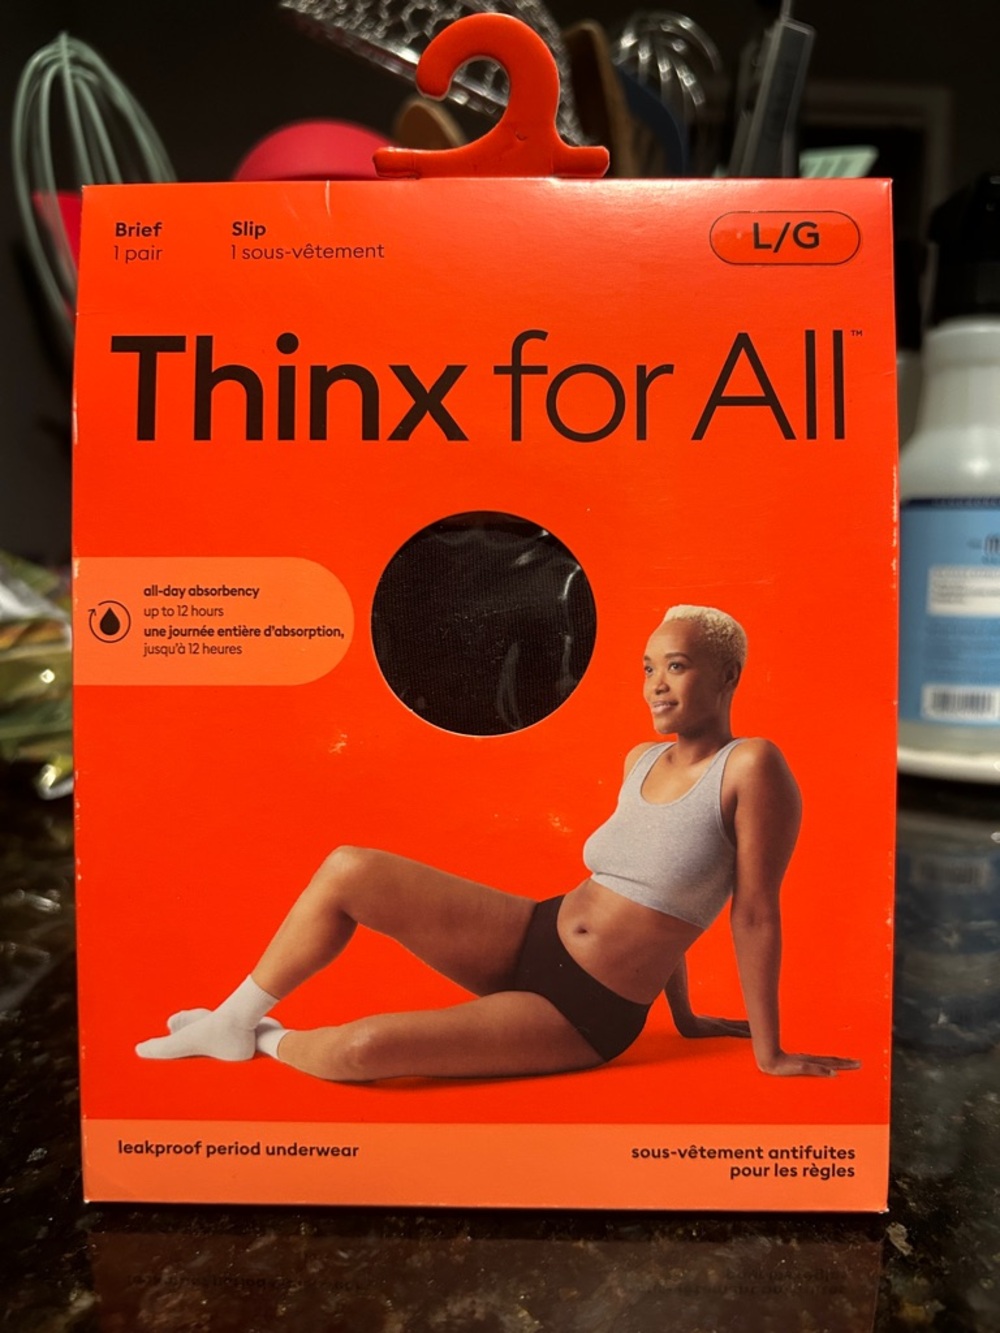 Brief
1 pair
Slip
1 sous-vêtement
L/G
Thinx for All™
all-day absorbency
up to 12 hours
une journée entière d'absorption,
jusqu'à 12 heures
leakproof period underwear
sous-vêtement antifuites
pour les règles